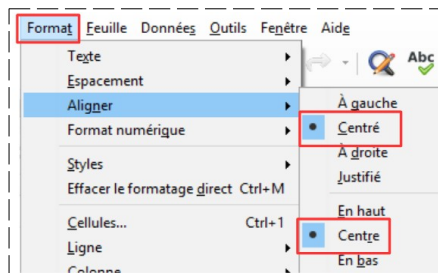 Format Feuille Données Outils Fenêtre Aide
Texte
Espacement
Aligner
Format numérique
Styles
Effacer le formatage direct Ctrl+M
Cellules... Ctrl+1
Ligne
Colonne
Abc
À gauche
Centré
À droite
Justifié
En haut
Centre
En bas